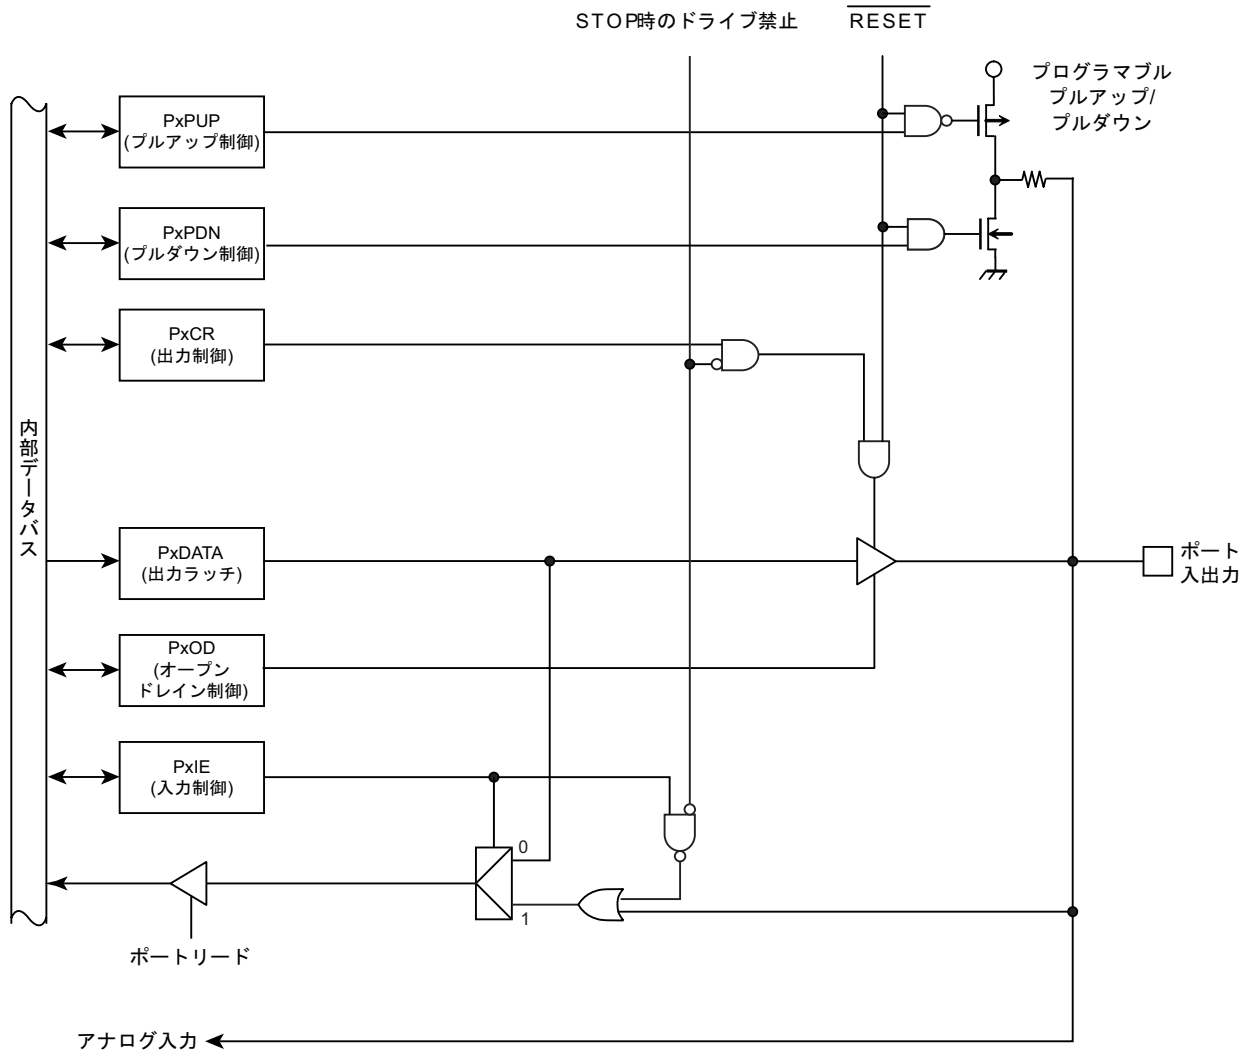 STOP時のドライブ禁止
RESET
プログラマブル
プルアップ/
プルダウン
PxPUP
(プルアップ制御)
PxPDN
(プルダウン制御)
PxCR
(出力制御)
内部データバス
PxDATA
(出力ラッチ)
ポート
入出力
PxOD
(オープン
ドレイン制御)
PxIE
(入力制御)
0
1
ポートリード
アナログ入力